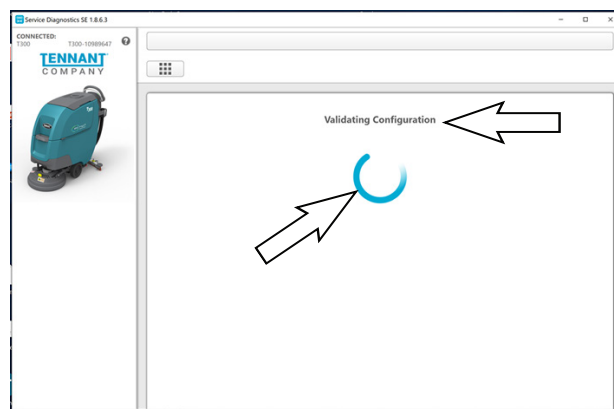 Service Diagnostics SE 1.8.6.3
CONNECTED:
T300 T300-10989647
TENNANT
COMPANY
Validating Configuration